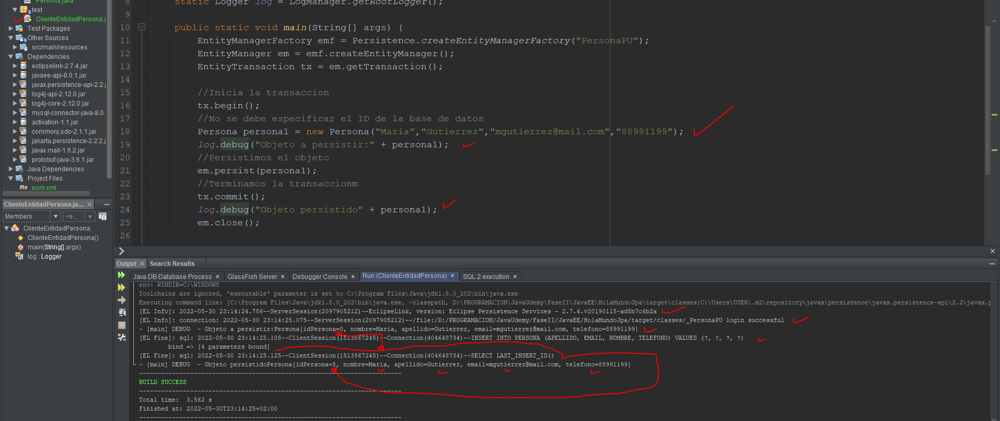 Persona.java
test
ClienteEntidadPersona.j
Test Packages
Other Sources
src/main/resources
Dependencies
eclipselink-2.7.4.jar
javaee-api-8.0.1.jar
javax.persistence-api-2.2.j
log4j-api-2.12.0.jar
log4j-core-2.12.0.jar
mysql-connector-java-8.0.
activation-1.1.jar
commonj.sdo-2.1.1.jar
jakarta.persistence-2.2.2.j
javax.mail-1.6.2.jar
protobuf-java-3.6.1.jar
Java Dependencies
Project Files
pom.xml
ClienteEntidadPersona.ja...
Members
<e...
ClienteEntidadPersona
ClienteEntidadPersona()
main(String[] args)
log : Logger
8 static Logger log = LogManager.getRootLogger();
9
10 public static void main(String[] args) {
11 EntityManagerFactory emf = Persistence.createEntityManagerFactory("PersonaPU");
12 EntityManager em = emf.createEntityManager();
13 EntityTransaction tx = em.getTransaction();
14
15 //Inicia la transaccion
16 tx.begin();
17 //No se debe especificar el ID de la base de datos
18 Persona persona1 = new Persona("Maria","Gutierrez","mgutierrez@mail.com","88991199");
19 log.debug("Objeto a persistir:" + persona1);
20 //Persistimos el objeto
21 em.persist(persona1);
22 //Terminamos la transaccionm
23 tx.commit();
24 log.debug("Objeto persistido" + persona1);
25 em.close();
26
Output Search Results
Java DB Database Process GlassFish Server Debugger Console Run (ClienteEntidadPersona) SQL 2 execution
env: WINDIR=C:\WINDOWS
Toolchains are ignored, 'executable' parameter is set to C:\Program Files\Java\jdk1.8.0_202\bin\java.exe
Executing command line: [C:\Program Files\Java\jdk1.8.0_202\bin\java.exe, -classpath, D:\PROGRAMACION\JavaUdemy\FaseII\JavaEE\HolaMundoJpa\target\classes;C:\Users\USER\.m2\repository\javax\persistence\javax.persistence-api\2.2\javax.p
[EL Info]: 2022-05-30 23:14:24.786--ServerSession(2097905212)--EclipseLink, version: Eclipse Persistence Services - 2.7.4.v20190115-ad5b7c6b2a
[EL Info]: connection: 2022-05-30 23:14:25.075--ServerSession(2097905212)--/file:/D:/PROGRAMACION/JavaUdemy/FaseII/JavaEE/HolaMundoJpa/target/classes/_PersonaPU login successful
- [main] DEBUG - Objeto a persistir:Persona{idPersona=0, nombre=Maria, apellido=Gutierrez, email=mgutierrez@mail.com, telefono=88991199}
[EL Fine]: sql: 2022-05-30 23:14:25.108--ClientSession(1513867245)--Connection(404648734)--INSERT INTO PERSONA (APELLIDO, EMAIL, NOMBRE, TELEFONO) VALUES (?, ?, ?, ?)
bind => [4 parameters bound]
[EL Fine]: sql: 2022-05-30 23:14:25.125--ClientSession(1513867245)--Connection(404648734)--SELECT LAST_INSERT_ID()
- [main] DEBUG - Objeto persistidoPersona{idPersona=8, nombre=Maria, apellido=Gutierrez, email=mgutierrez@mail.com, telefono=88991199}
------------------------------------------------------------------------
BUILD SUCCESS
------------------------------------------------------------------------
Total time: 3.562 s
Finished at: 2022-05-30T23:14:25+02:00
------------------------------------------------------------------------